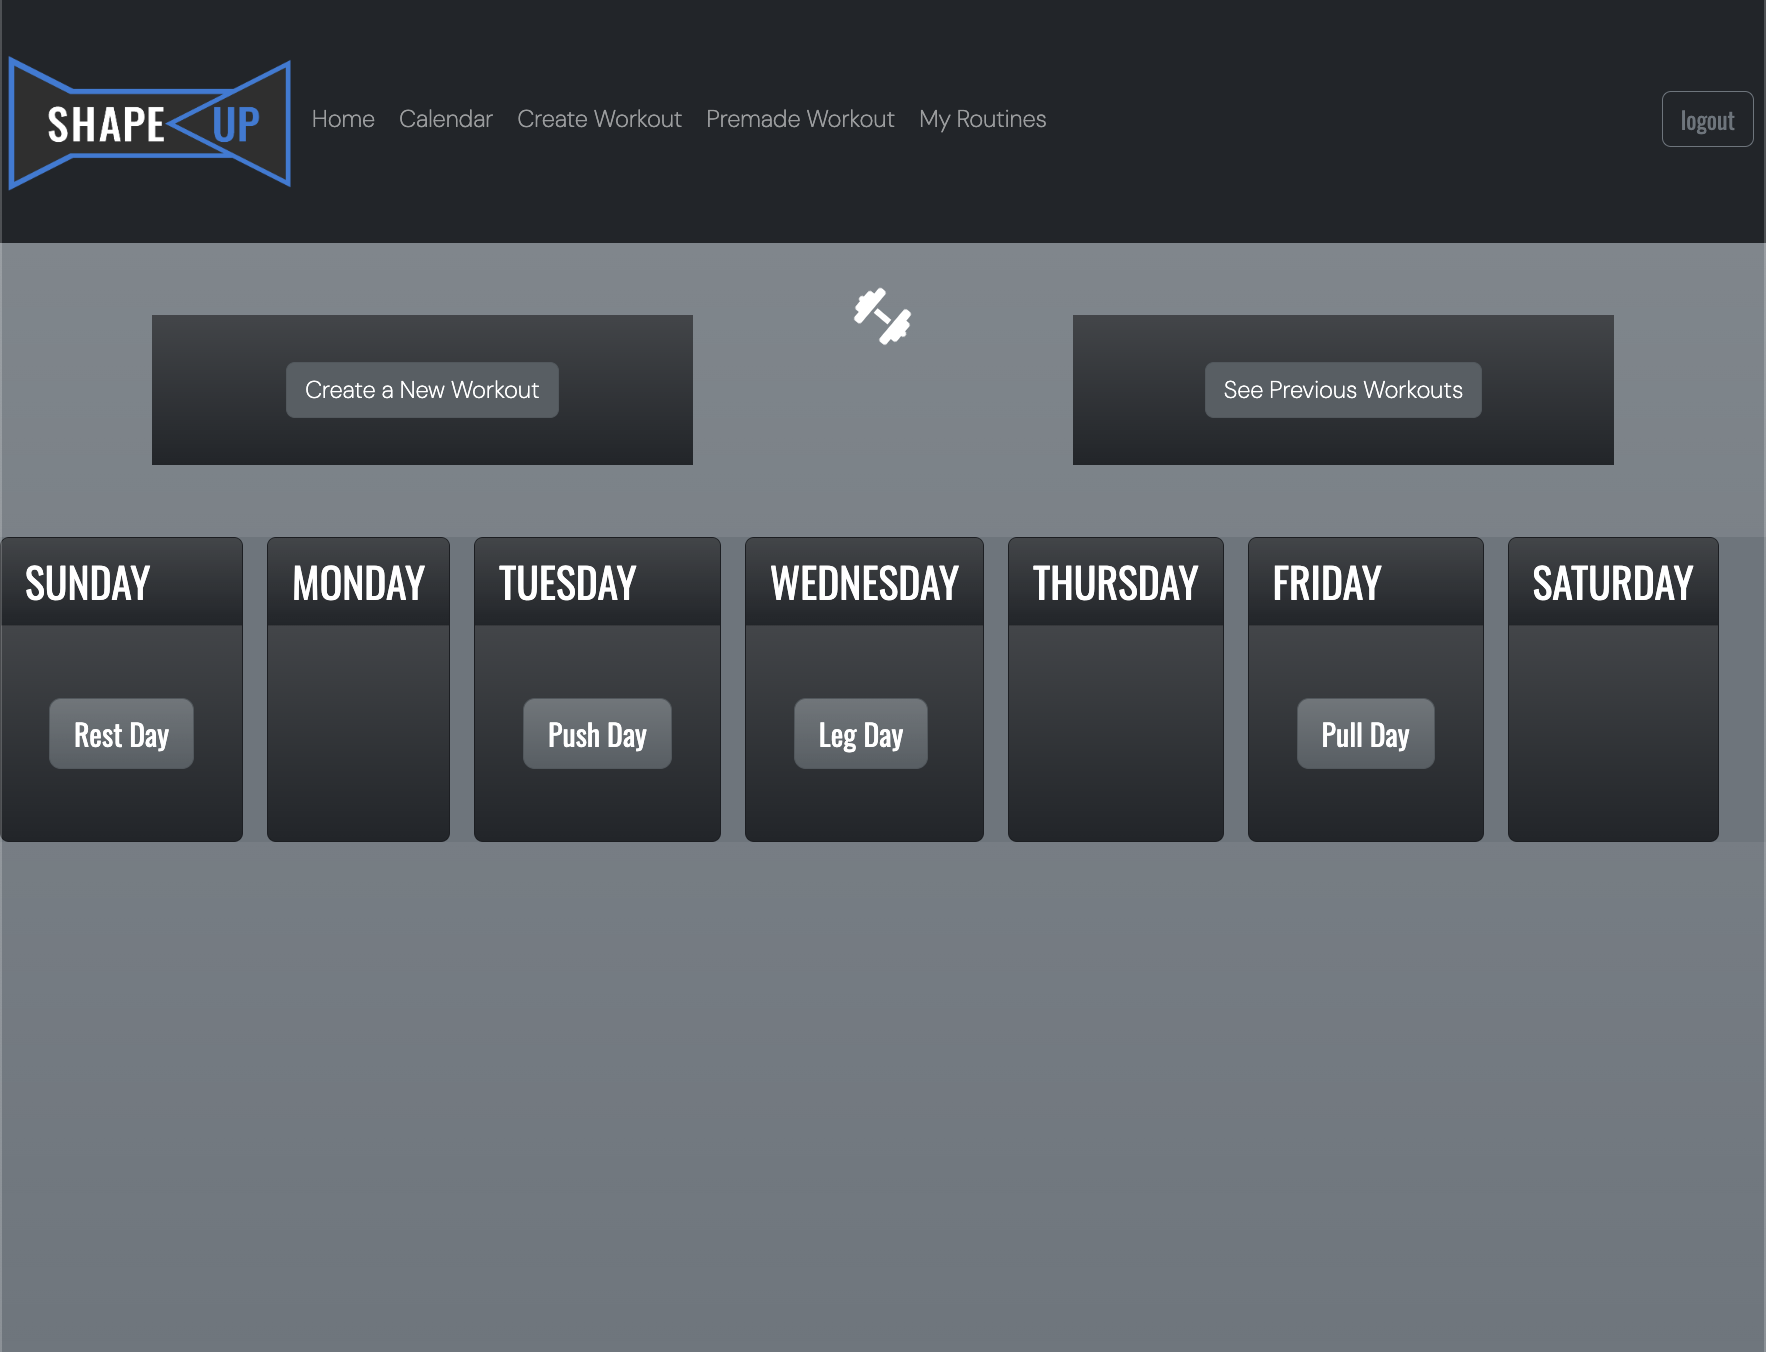 SHAPE UP
Home Calendar Create Workout Premade Workout My Routines
logout
Create a New Workout
See Previous Workouts
SUNDAY MONDAY TUESDAY WEDNESDAY THURSDAY FRIDAY SATURDAY
Rest Day Push Day Leg Day Pull Day